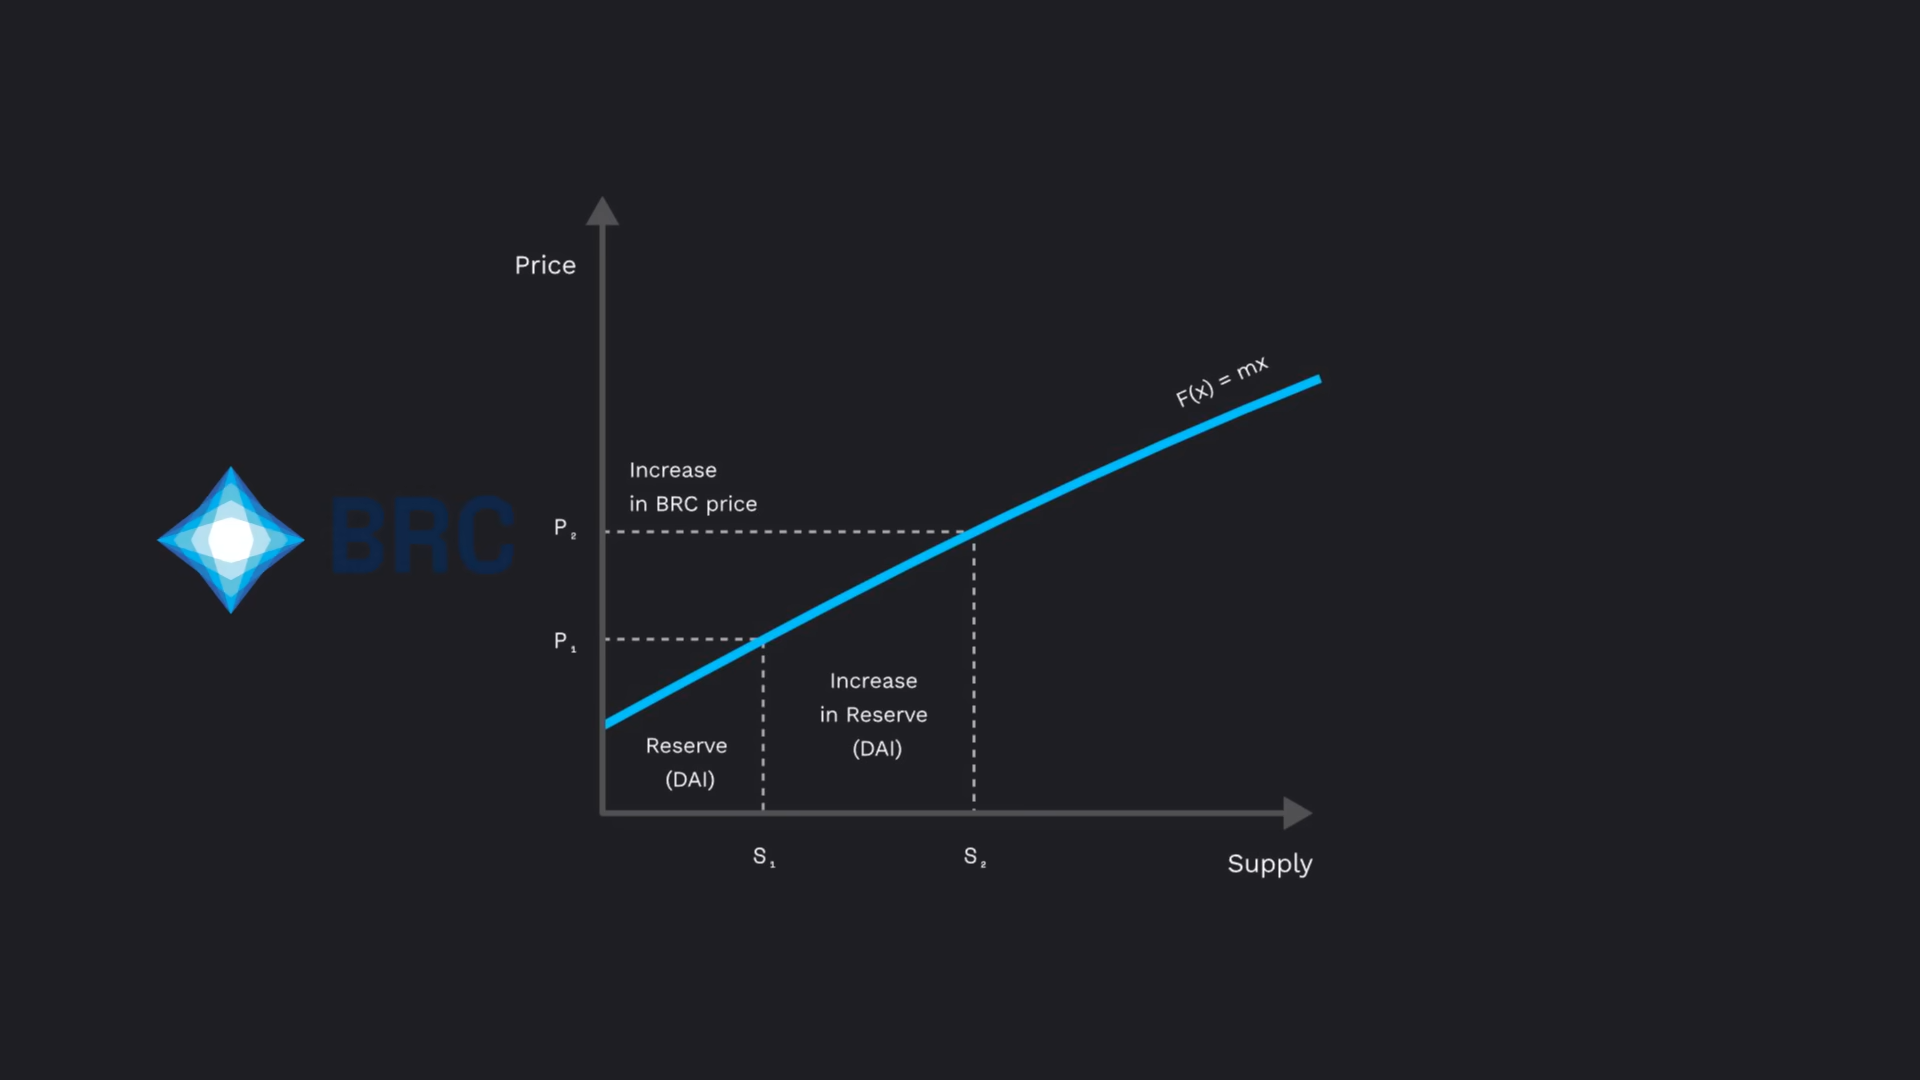 Price
F(x) = mx
Increase
in BRC price
BRC
P₂
P₁
Increase
in Reserve
(DAI)
Reserve
(DAI)
S₁
S₂
Supply